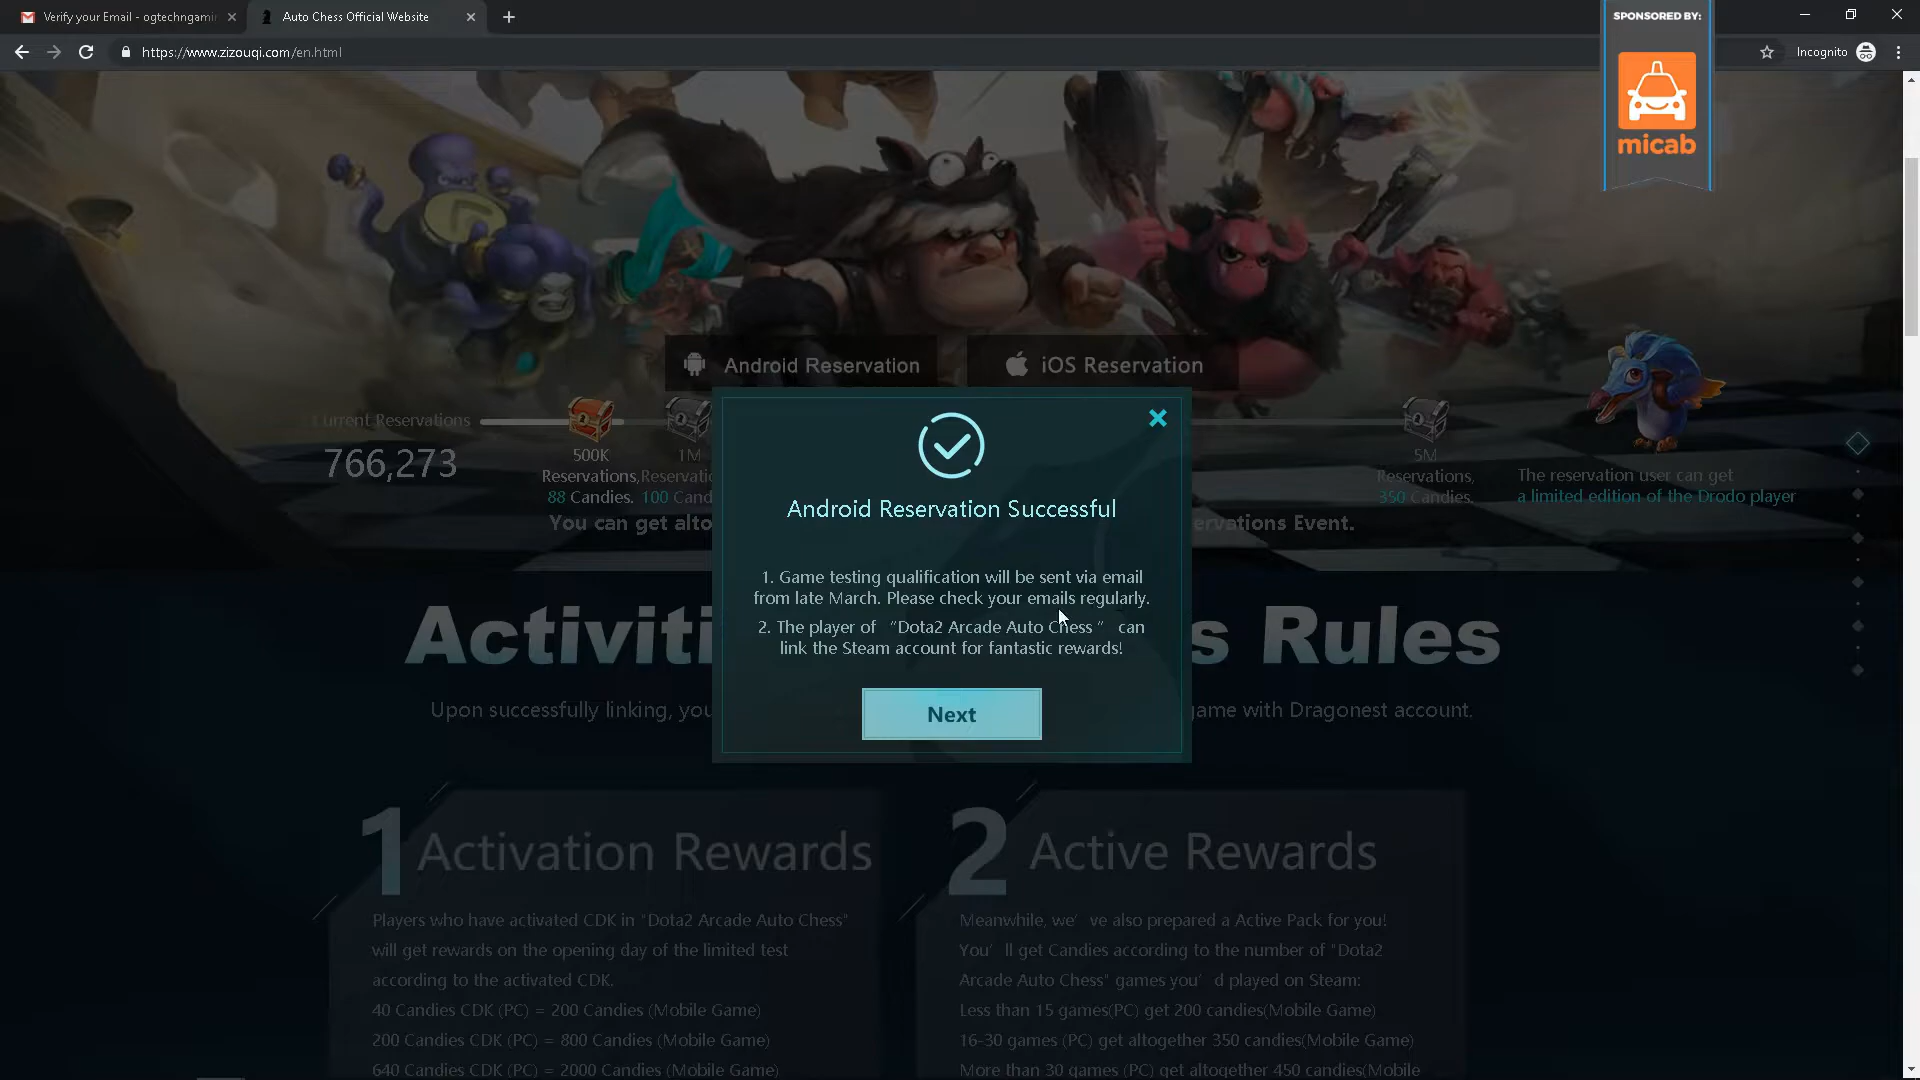 Verify your Email - ogtechngami
Auto Chess Official Website
SPONSORED BY:
https://www.zizouqi.com/en.html
Incognito
micab
Android Reservation
iOS Reservation
Current Reservations
766,273
500K
Reservations,
88 Candies.
1M
100
5M
Reservations,
350 Candies.
The reservation user can get
a limited edition of the Drodo player
You can get
Event.
Android Reservation Successful
1. Game testing qualification will be sent via email
from late March. Please check your emails regularly.
2. The player of “Dota2 Arcade Auto Chess ” can
link the Steam account for fantastic rewards!
Next
Rules
Upon successfully linking,
game with Dragonest account.
1 Activation Rewards
Players who have activated CDK in "Dota2 Arcade Auto Chess"
will get rewards on the opening day of the limited test
according to the activated CDK.
40 Candies CDK (PC) = 200 Candies (Mobile Game)
200 Candies CDK (PC) = 800 Candies (Mobile Game)
640 Candies CDK (PC) = 2000 Candies (Mobile Game)
2 Active Rewards
Meanwhile, we’ ve also prepared a Active Pack for you!
You’ ll get Candies according to the number of "Dota2
Arcade Auto Chess" games you’ d played on Steam:
Less than 15 games(PC) get 200 candies(Mobile Game)
16-30 games (PC) get altogether 350 candies(Mobile Game)
More than 30 games (PC) get altogether 450 candies(Mobile